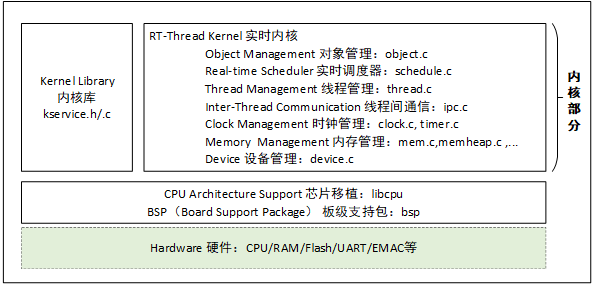 Kernel Library
内核库
kservice.h/.c
RT-Thread Kernel 实时内核
Object Management 对象管理：object.c
Real-time Scheduler 实时调度器：schedule.c
Thread Management 线程管理：thread.c
Inter-Thread Communication 线程间通信：ipc.c
Clock Management 时钟管理：clock.c, timer.c
Memory Management 内存管理：mem.c,memheap.c ,...
Device 设备管理：device.c
内核部分
CPU Architecture Support 芯片移植：libcpu
BSP（Board Support Package） 板级支持包：bsp
Hardware 硬件：CPU/RAM/Flash/UART/EMAC等